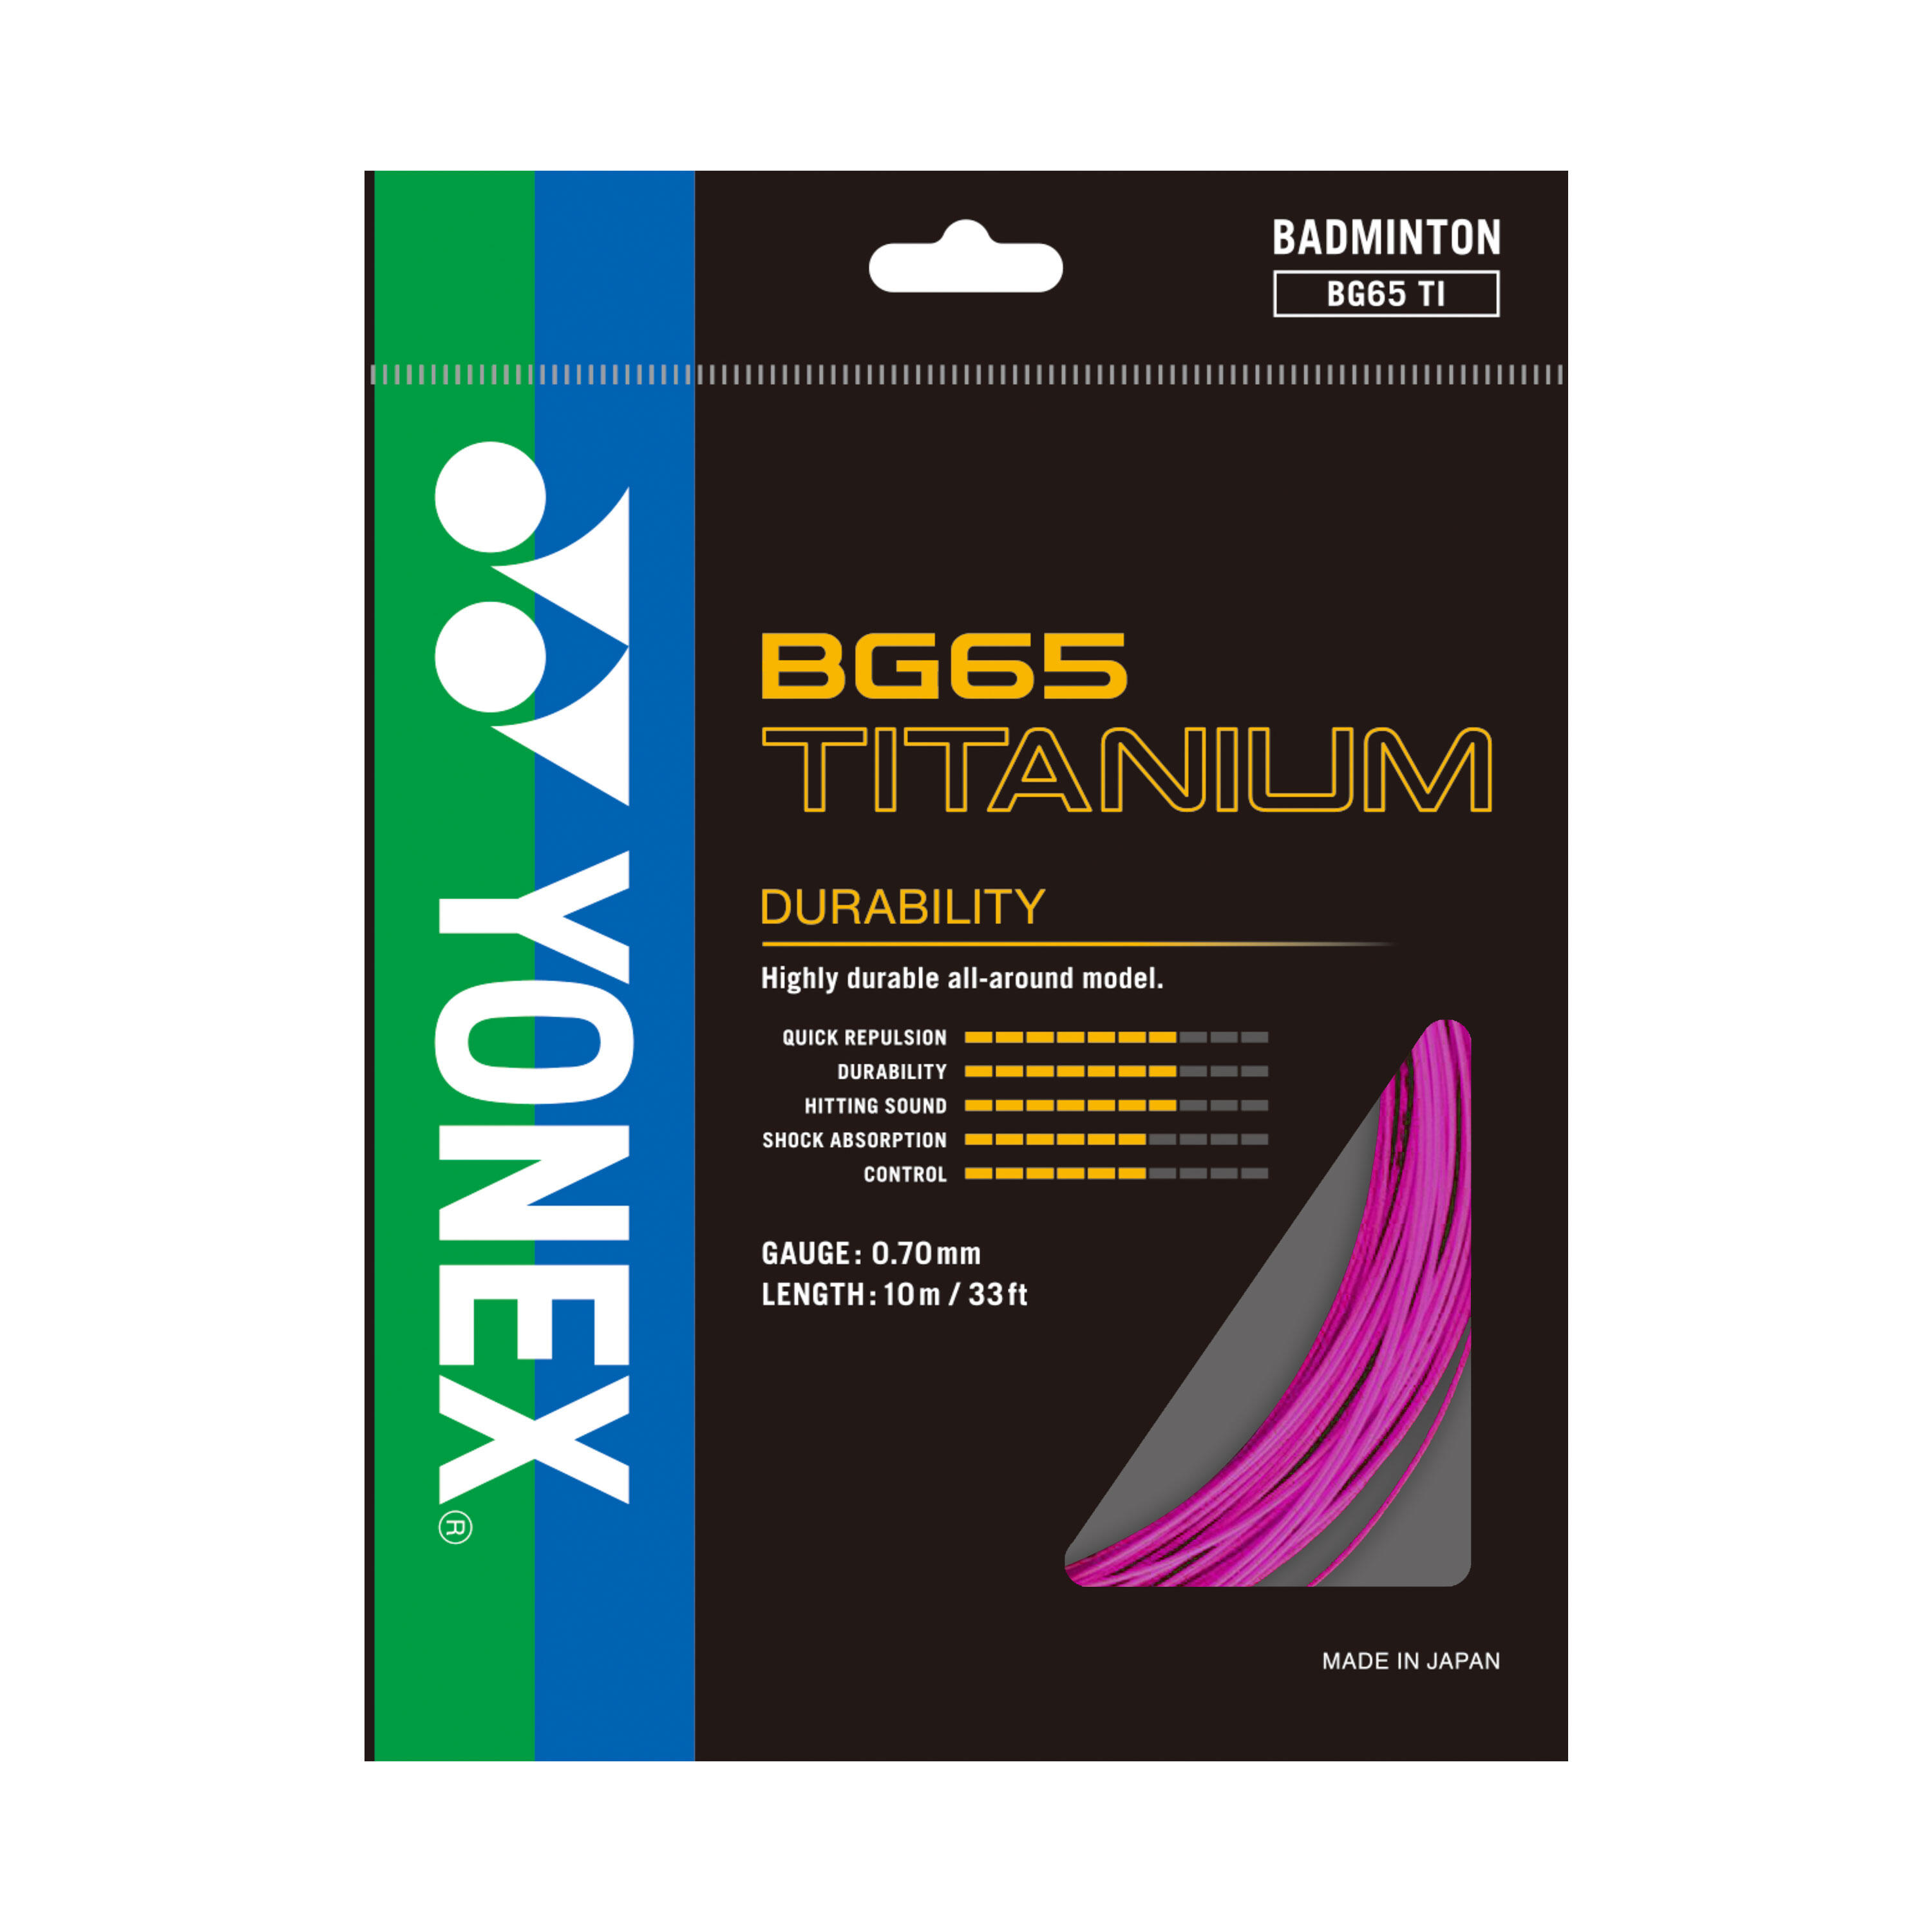 BADMINTON
BG65 TI
YONEX®
BG65
TITANIUM
DURABILITY
Highly durable all-around model.
QUICK REPULSION
DURABILITY
HITTING SOUND
SHOCK ABSORPTION
CONTROL
GAUGE: 0.70mm
LENGTH: 10m / 33ft
MADE IN JAPAN